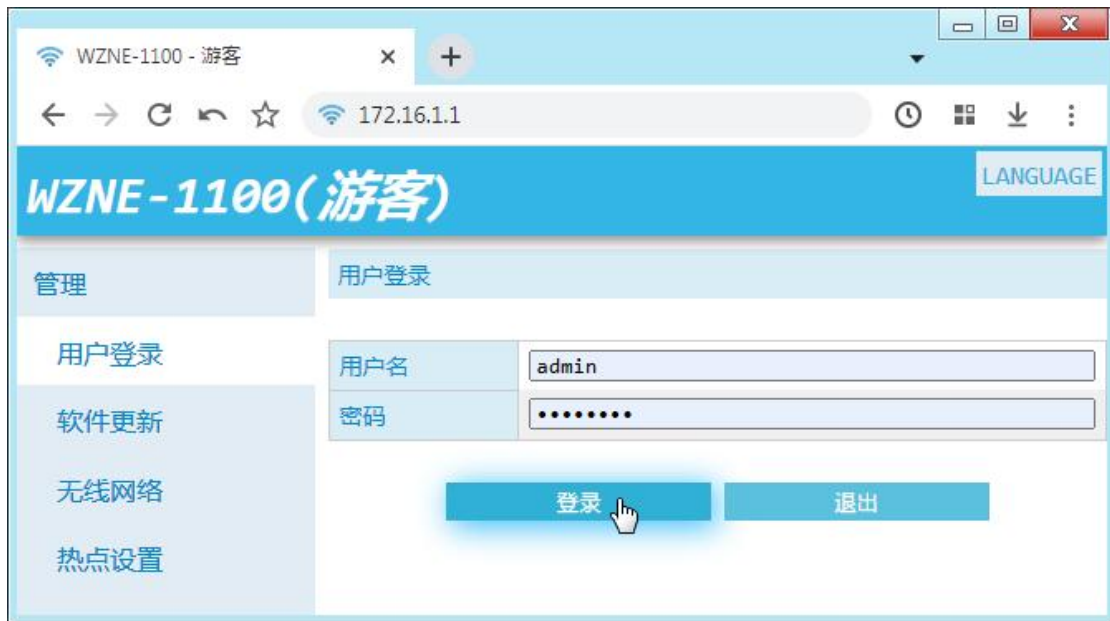 WZNE-1100 - 游客
172.16.1.1
WZNE-1100(游客)
LANGUAGE
管理
用户登录
用户登录
用户名
admin
密码
••••••••
软件更新
无线网络
热点设置
登录
退出